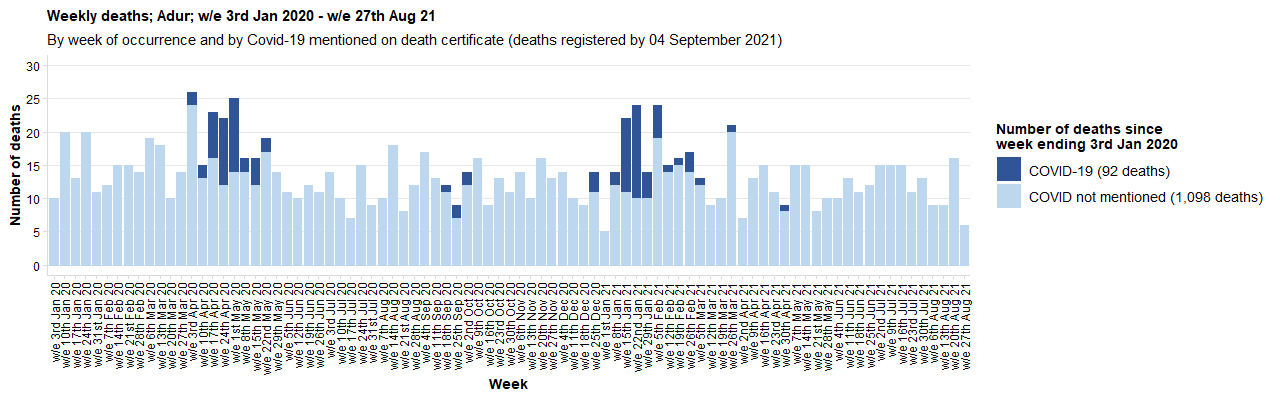 Weekly deaths; Adur; w/e 3rd Jan 2020 - w/e 27th Aug 21
By week of occurrence and by Covid-19 mentioned on death certificate (deaths registered by 04 September 2021)
Number of deaths
30
25
20
15
10
5
0
w/e 3rd Jan 20
w/e 10th Jan 20
w/e 17th Jan 20
w/e 24th Jan 20
w/e 31st Jan 20
w/e 7th Feb 20
w/e 14th Feb 20
w/e 21st Feb 20
w/e 28th Feb 20
w/e 6th Mar 20
w/e 13th Mar 20
w/e 20th Mar 20
w/e 27th Mar 20
w/e 3rd Apr 20
w/e 10th Apr 20
w/e 17th Apr 20
w/e 24th Apr 20
w/e 1st May 20
w/e 8th May 20
w/e 15th May 20
w/e 22nd May 20
w/e 29th May 20
w/e 5th Jun 20
w/e 12th Jun 20
w/e 19th Jun 20
w/e 26th Jun 20
w/e 3rd Jul 20
w/e 10th Jul 20
w/e 17th Jul 20
w/e 24th Jul 20
w/e 31st Jul 20
w/e 7th Aug 20
w/e 14th Aug 20
w/e 21st Aug 20
w/e 28th Aug 20
w/e 4th Sep 20
w/e 11th Sep 20
w/e 18th Sep 20
w/e 25th Sep 20
w/e 2nd Oct 20
w/e 9th Oct 20
w/e 16th Oct 20
w/e 23rd Oct 20
w/e 30th Oct 20
w/e 6th Nov 20
w/e 13th Nov 20
w/e 20th Nov 20
w/e 27th Nov 20
w/e 4th Dec 20
w/e 11th Dec 20
w/e 18th Dec 20
w/e 25th Dec 20
w/e 1st Jan 21
w/e 8th Jan 21
w/e 15th Jan 21
w/e 22nd Jan 21
w/e 29th Jan 21
w/e 5th Feb 21
w/e 12th Feb 21
w/e 19th Feb 21
w/e 26th Feb 21
w/e 5th Mar 21
w/e 12th Mar 21
w/e 19th Mar 21
w/e 26th Mar 21
w/e 2nd Apr 21
w/e 9th Apr 21
w/e 16th Apr 21
w/e 23rd Apr 21
w/e 30th Apr 21
w/e 7th May 21
w/e 14th May 21
w/e 21st May 21
w/e 28th May 21
w/e 4th Jun 21
w/e 11th Jun 21
w/e 18th Jun 21
w/e 25th Jun 21
w/e 2nd Jul 21
w/e 9th Jul 21
w/e 16th Jul 21
w/e 23rd Jul 21
w/e 30th Jul 21
w/e 6th Aug 21
w/e 13th Aug 21
w/e 20th Aug 21
w/e 27th Aug 21
Week
Number of deaths since
week ending 3rd Jan 2020
COVID-19 (92 deaths)
COVID not mentioned (1,098 deaths)